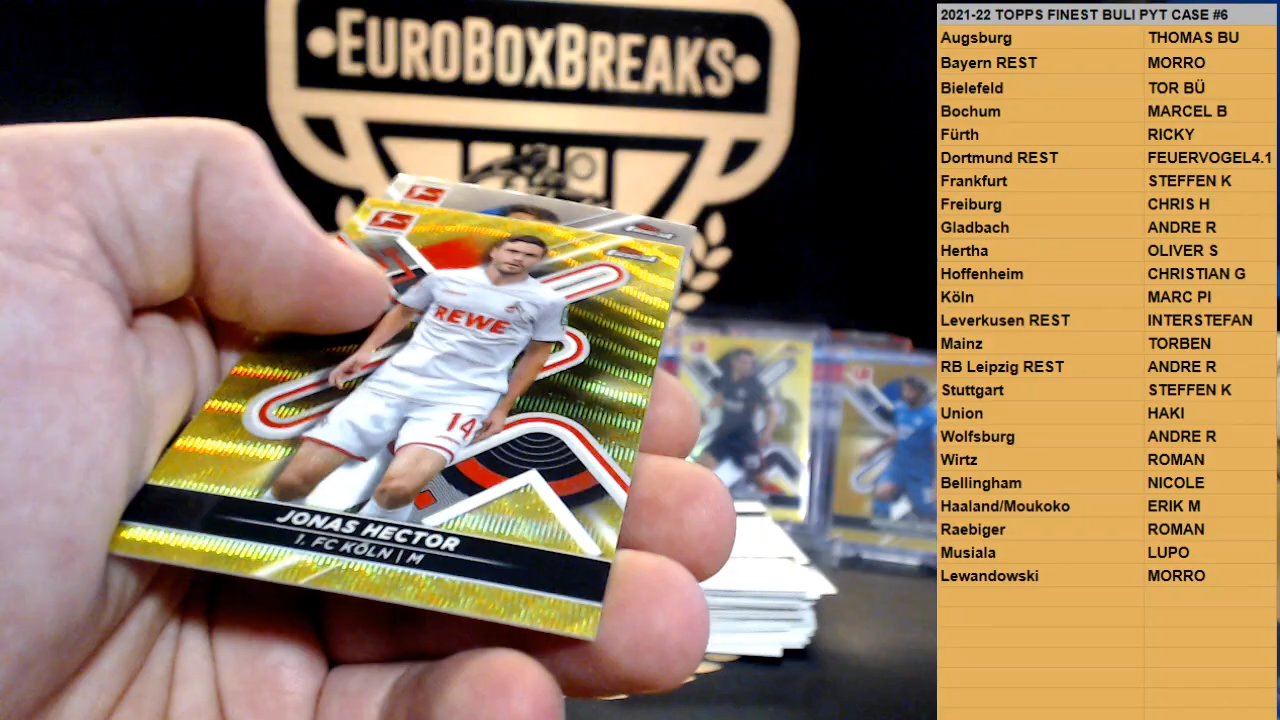 EUROBOXBREAKS
REWE
14
JONAS HECTOR
1. FC KÖLN | M
2021-22 TOPPS FINEST BULI PYT CASE #6
Augsburg THOMAS BU
Bayern REST MORRO
Bielefeld TOR BÜ
Bochum MARCEL B
Fürth RICKY
Dortmund REST FEUERVOGEL4.1
Frankfurt STEFFEN K
Freiburg CHRIS H
Gladbach ANDRE R
Hertha OLIVER S
Hoffenheim CHRISTIAN G
Köln MARC PI
Leverkusen REST INTERSTEFAN
Mainz TORBEN
RB Leipzig REST ANDRE R
Stuttgart STEFFEN K
Union HAKI
Wolfsburg ANDRE R
Wirtz ROMAN
Bellingham NICOLE
Haaland/Moukoko ERIK M
Raebiger ROMAN
Musiala LUPO
Lewandowski MORRO